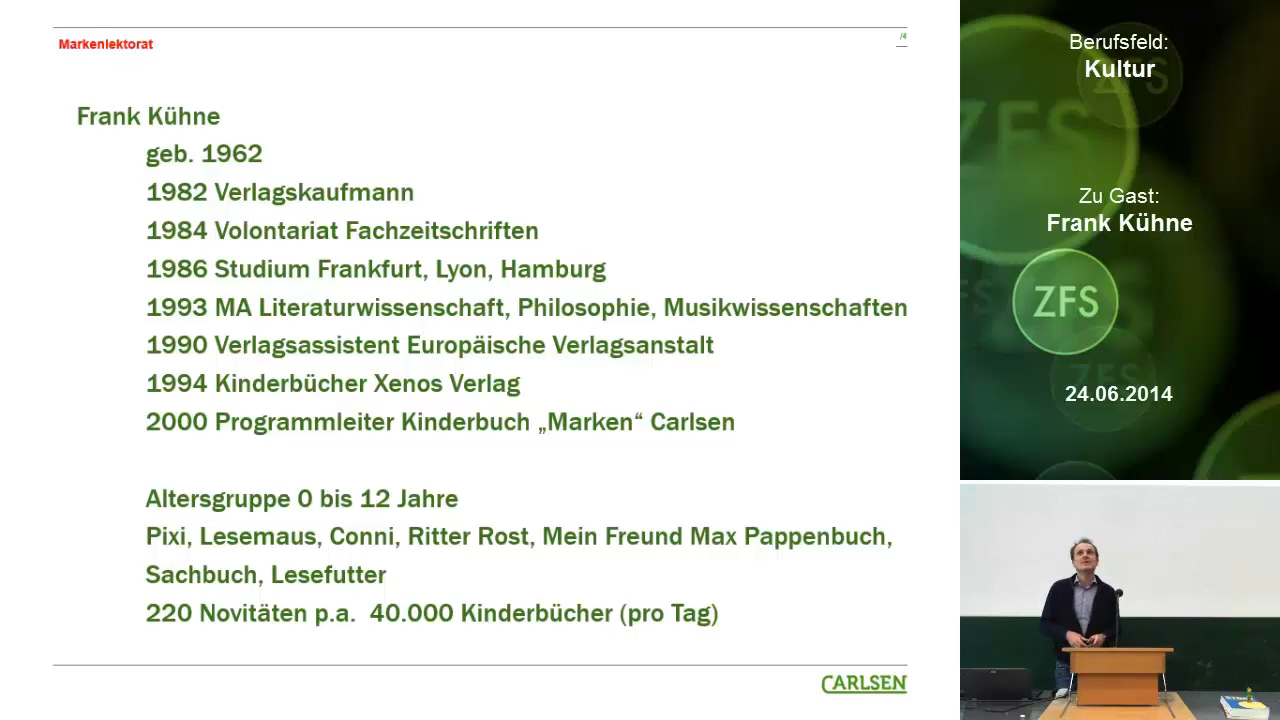 Markenlektorat
/4
Frank Kühne
geb. 1962
1982 Verlagskaufmann
1984 Volontariat Fachzeitschriften
1986 Studium Frankfurt, Lyon, Hamburg
1993 MA Literaturwissenschaft, Philosophie, Musikwissenschaften
1990 Verlagsassistent Europäische Verlagsanstalt
1994 Kinderbücher Xenos Verlag
2000 Programmleiter Kinderbuch „Marken“ Carlsen
Altersgruppe 0 bis 12 Jahre
Pixi, Lesemaus, Conni, Ritter Rost, Mein Freund Max Pappenbuch,
Sachbuch, Lesefutter
220 Novitäten p.a. 40.000 Kinderbücher (pro Tag)
CARLSEN
Berufsfeld:
Kultur
ZFS
ZFS
Zu Gast:
Frank Kühne
ZFS
24.06.2014